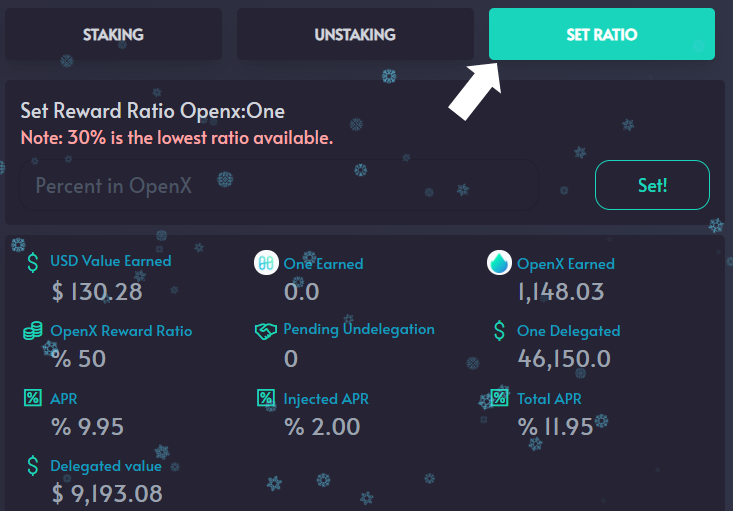 STAKING UNSTAKING SET RATIO
Set Reward Ratio Openx:One
Note: 30% is the lowest ratio available.
Percent in OpenX Set!
USD Value Earned One Earned OpenX Earned
$ 130.28 0.0 1,148.03
OpenX Reward Ratio Pending Undelegation One Delegated
% 50 0 46,150.0
APR Injected APR Total APR
% 9.95 % 2.00 % 11.95
Delegated value
$ 9,193.08